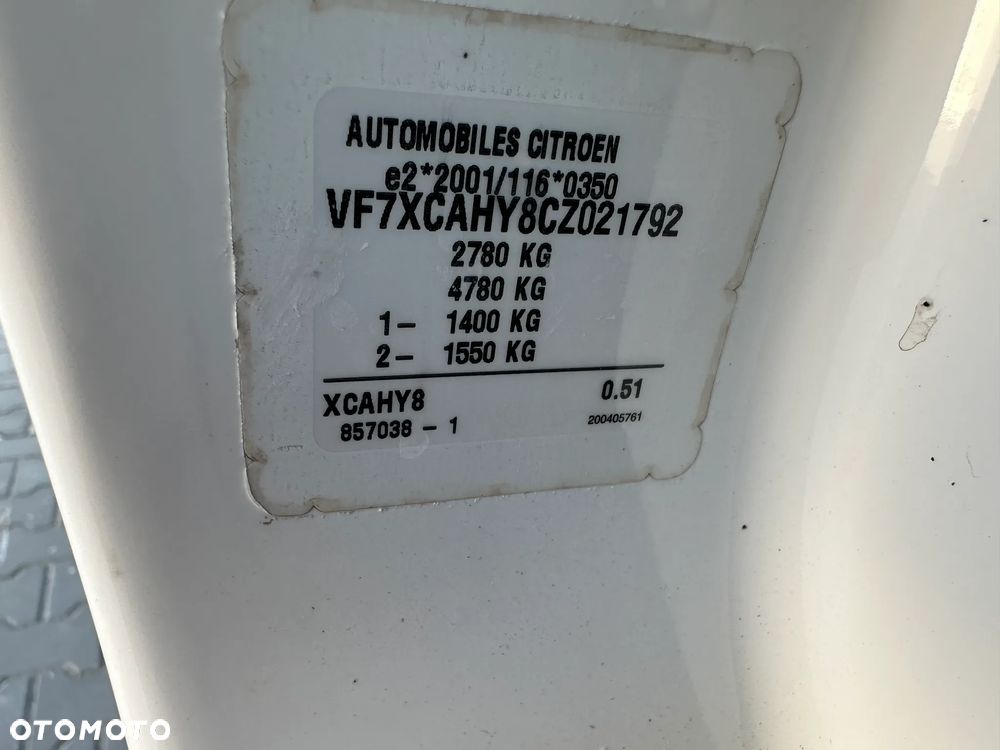 AUTOMOBILES CITROEN
e2*2001/116*0350
VF7XCAHY8CZ021792
2780 KG
4780 KG
1- 1400 KG
2- 1550 KG
XCAHY8 0.51
857038 - 1 200405761
OTOMOTO